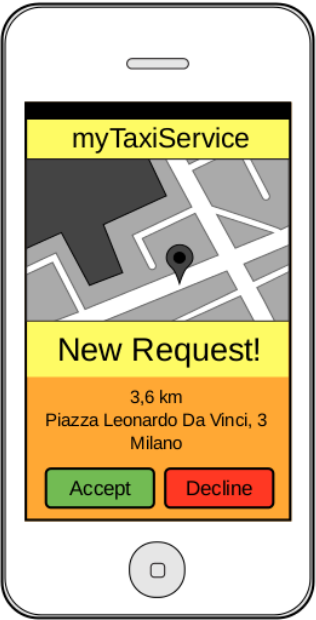 myTaxiService
New Request!
3,6 km
Piazza Leonardo Da Vinci, 3
Milano
Accept Decline